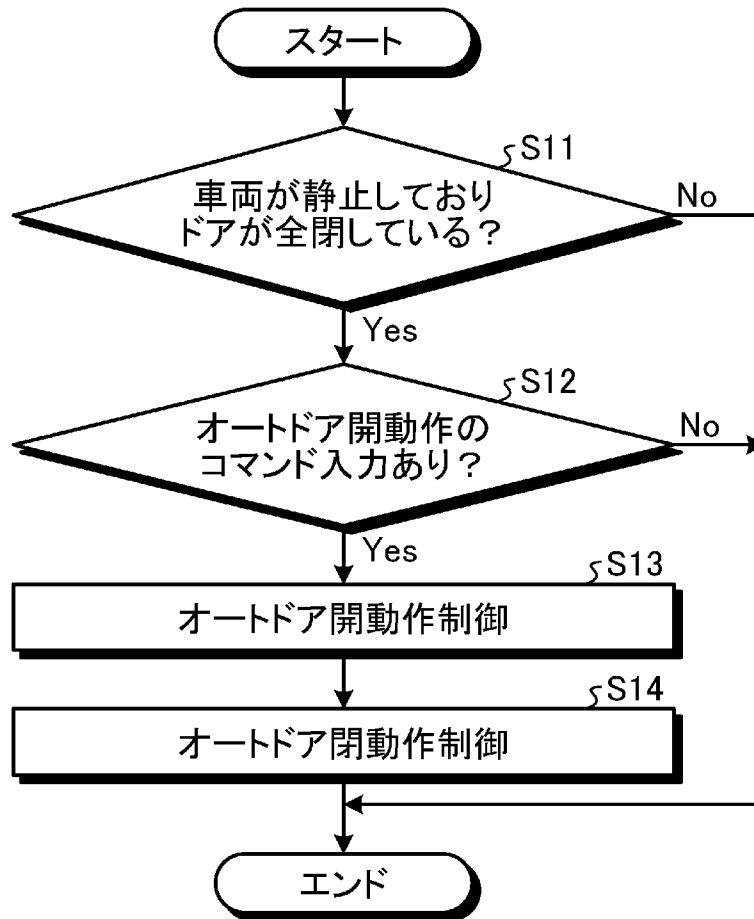 スタート
S11
車両が静止しており
ドアが全閉している？
No
Yes
S12
オートドア開動作の
コマンド入力あり？
No
Yes
S13
オートドア開動作制御
S14
オートドア閉動作制御
エンド